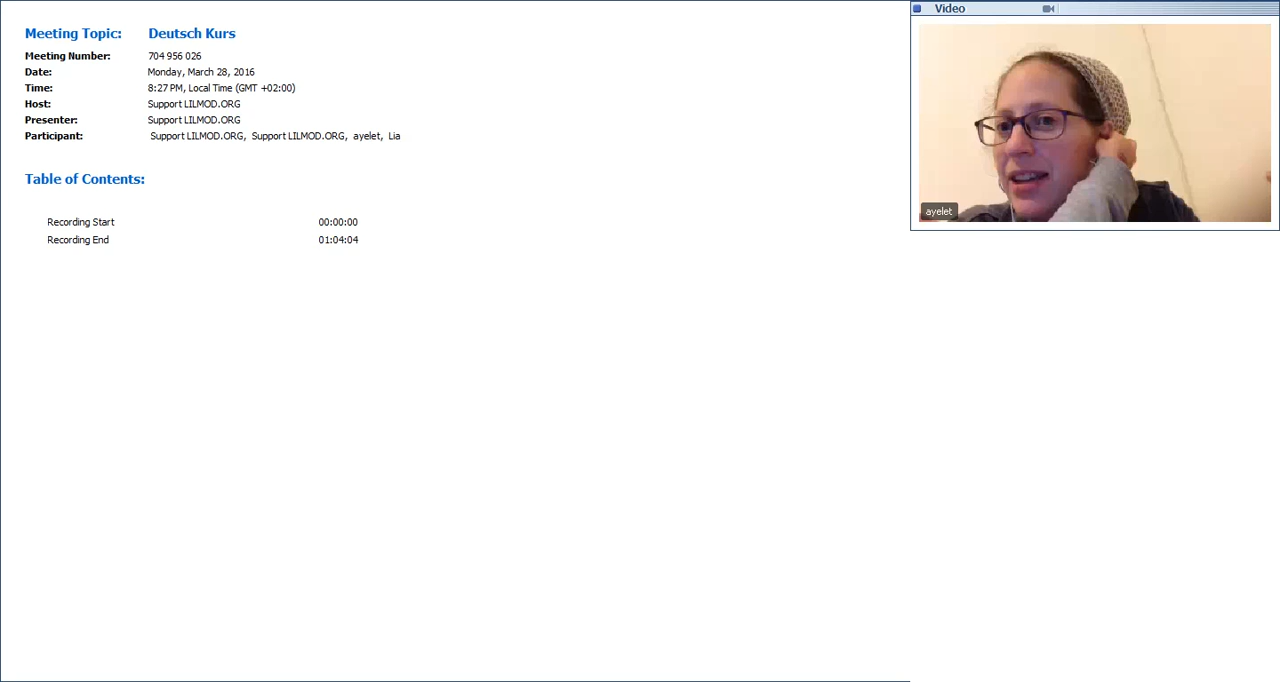 Meeting Topic: Deutsch Kurs
Meeting Number: 704 956 026
Date: Monday, March 28, 2016
Time: 8:27 PM, Local Time (GMT +02:00)
Host: Support LILMOD.ORG
Presenter: Support LILMOD.ORG
Participant: Support LILMOD.ORG, Support LILMOD.ORG, ayelet, Lia
Table of Contents:
Recording Start 00:00:00
Recording End 01:04:04
Video
ayelet